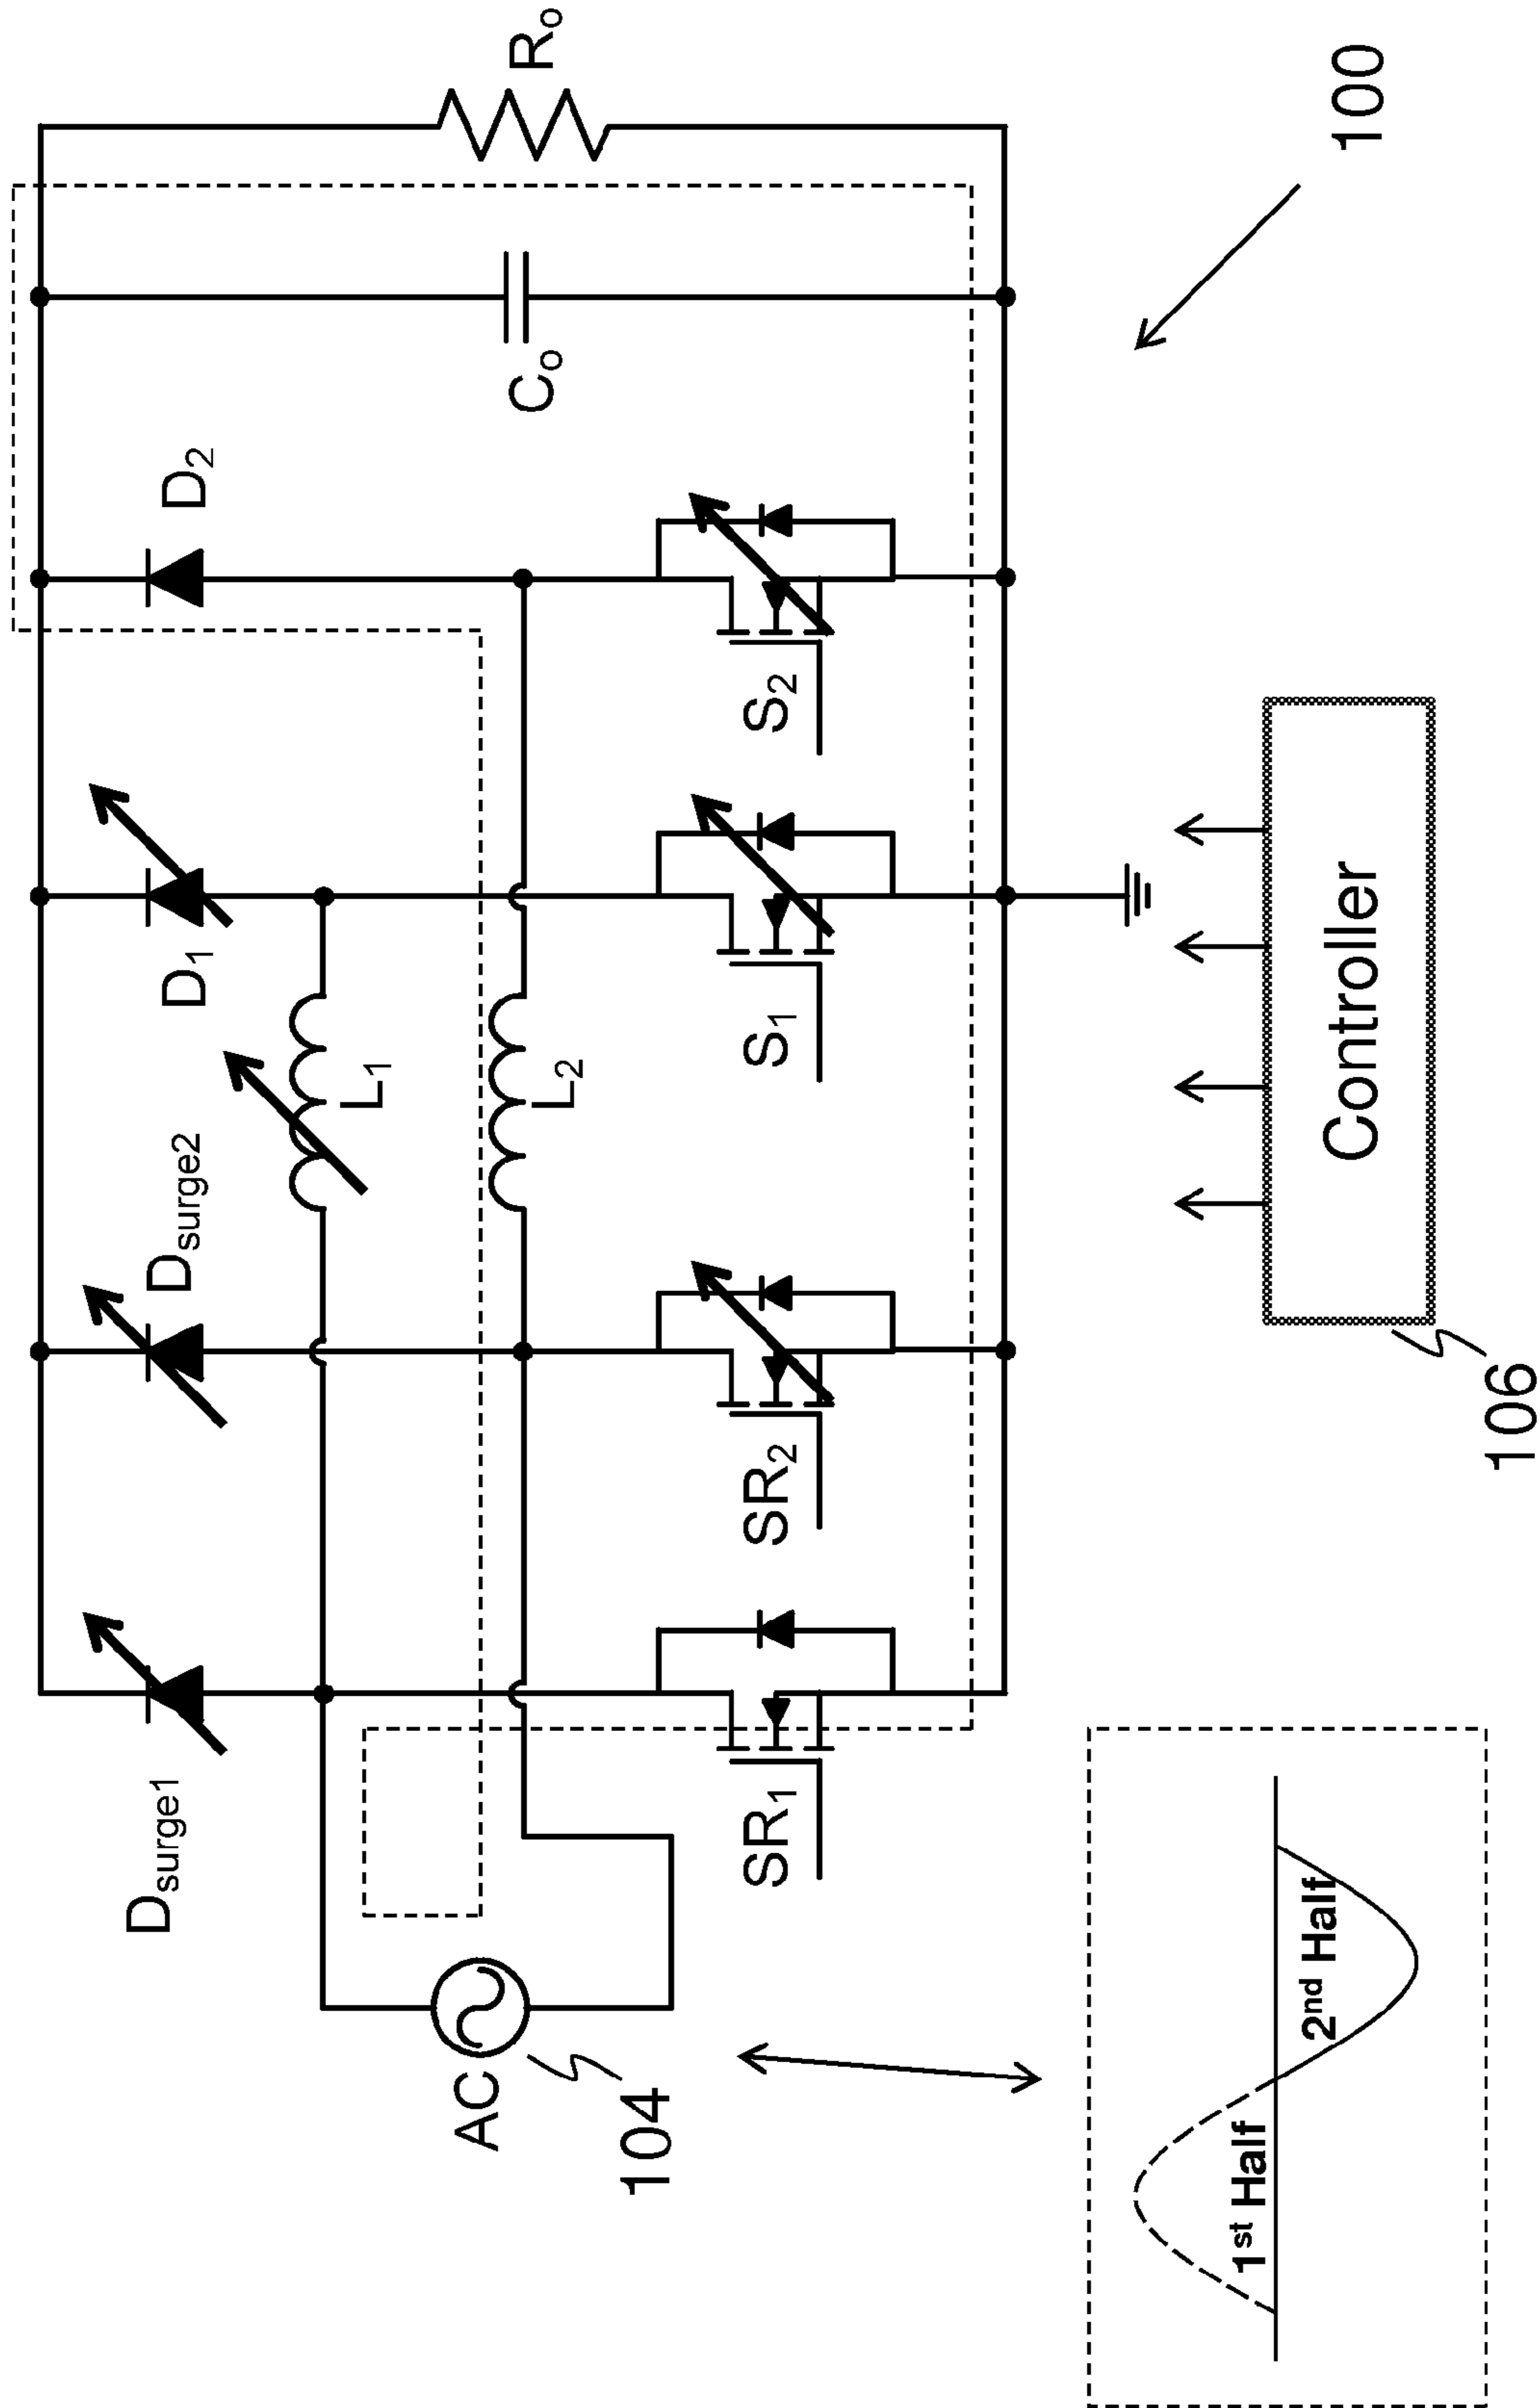 D₁
D₂
Dsurge1
Dsurge2
L₁
L₂
Cₒ
Rₒ
AC
104
SR₁
SR₂
S₁
S₂
1st Half
2nd Half
Controller
106
100